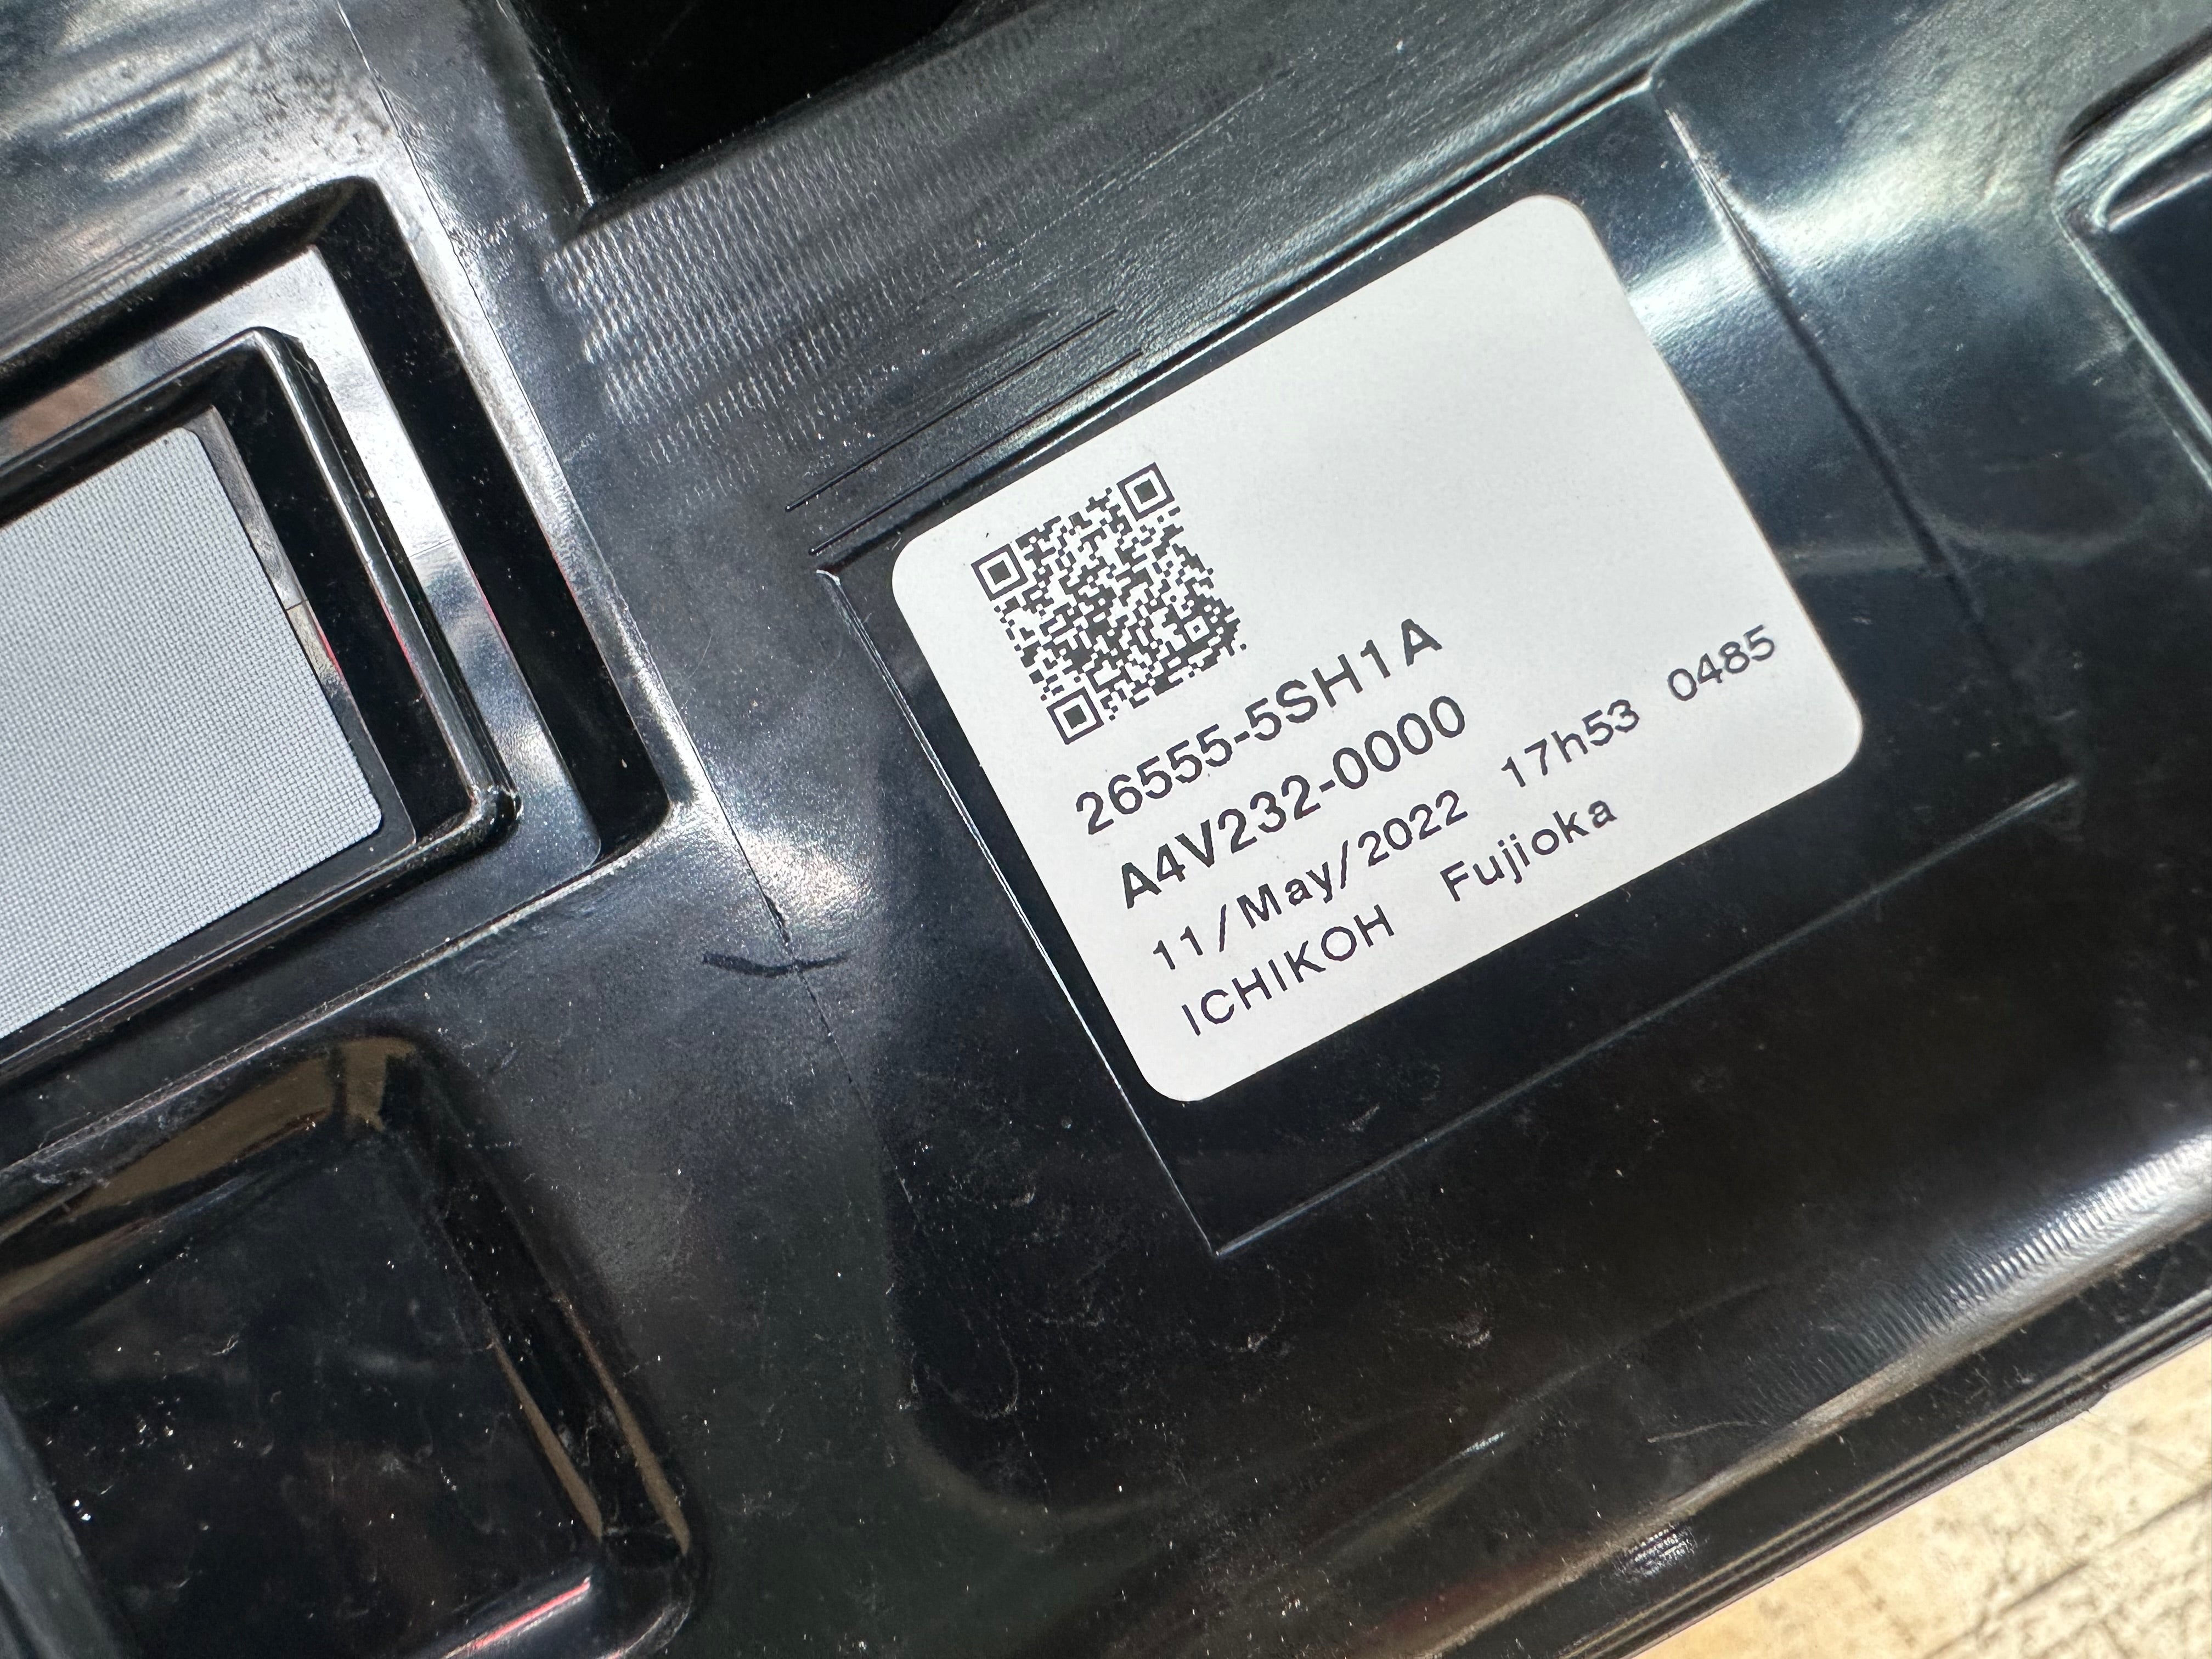 26555-5SH1A
A4V232-0000
11/May/2022 17h53 0485
ICHIKOH Fujioka